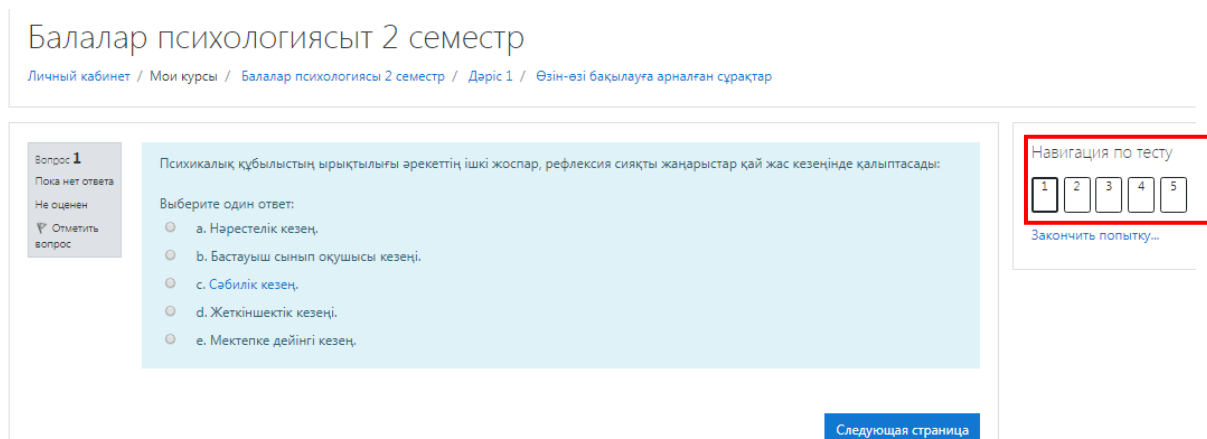 Балалар психологиясыт 2 семестр
Личный кабинет / Мои курсы / Балалар психологиясы 2 семестр / Дәріс 1 / Өзін-өзі бақылауға арналған сұрақтар
Вопрос 1
Пока нет ответа
Не оценен
Отметить
вопрос
Психикалық құбылыстың ырықтылығы әрекеттің ішкі жоспар, рефлексия сияқты жаңарыстар қай жас кезеңінде қалыптасады:
Выберите один ответ:
a. Нәрестелік кезең.
b. Бастауыш сынып оқушысы кезеңі.
c. Сәбилік кезең.
d. Жеткіншектік кезеңі.
e. Мектепке дейінгі кезең.
Следующая страница
Навигация по тесту
1 2 3 4 5
Закончить попытку...